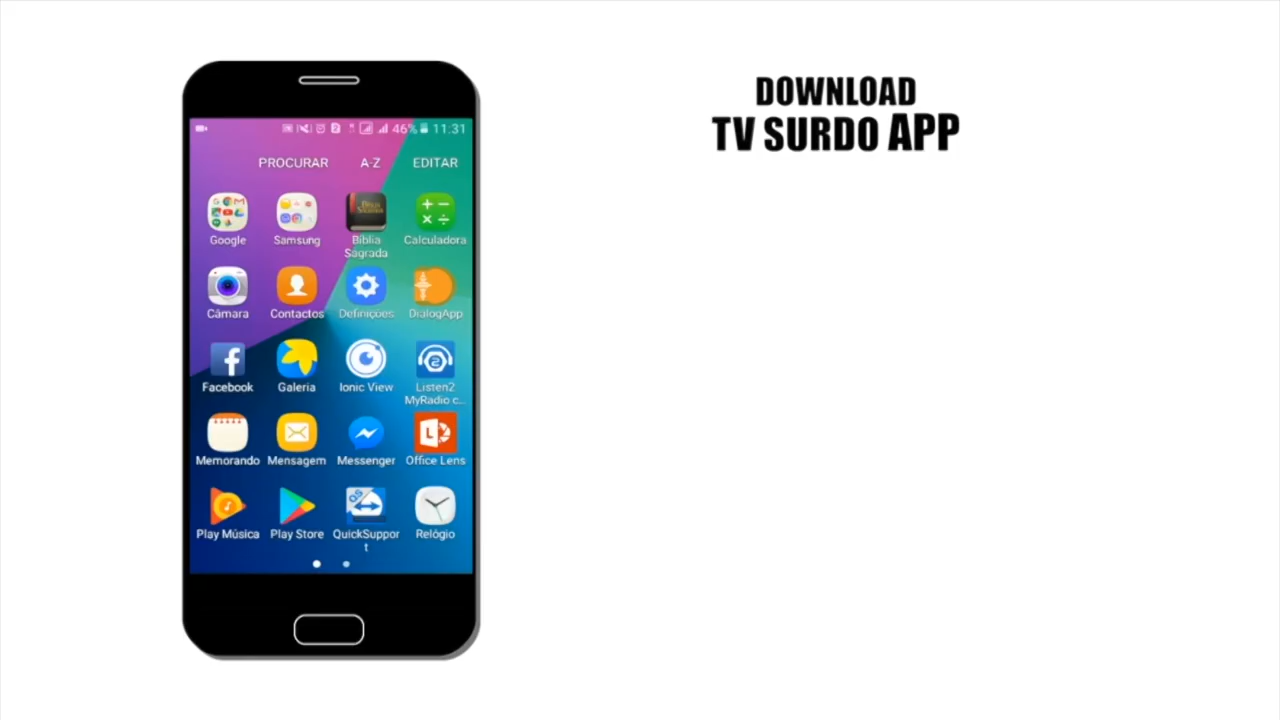 DOWNLOAD
TV SURDO APP
46% 11.31
PROCURAR A-Z EDITAR
Google Samsung Bíblia Sagrada Calculadora
Câmara Contactos Definições DialogApp
Facebook Galeria Ionic View Listen2 MyRadio c...
Memorando Mensagem Messenger Office Lens
Play Música Play Store QuickSupport Relógio